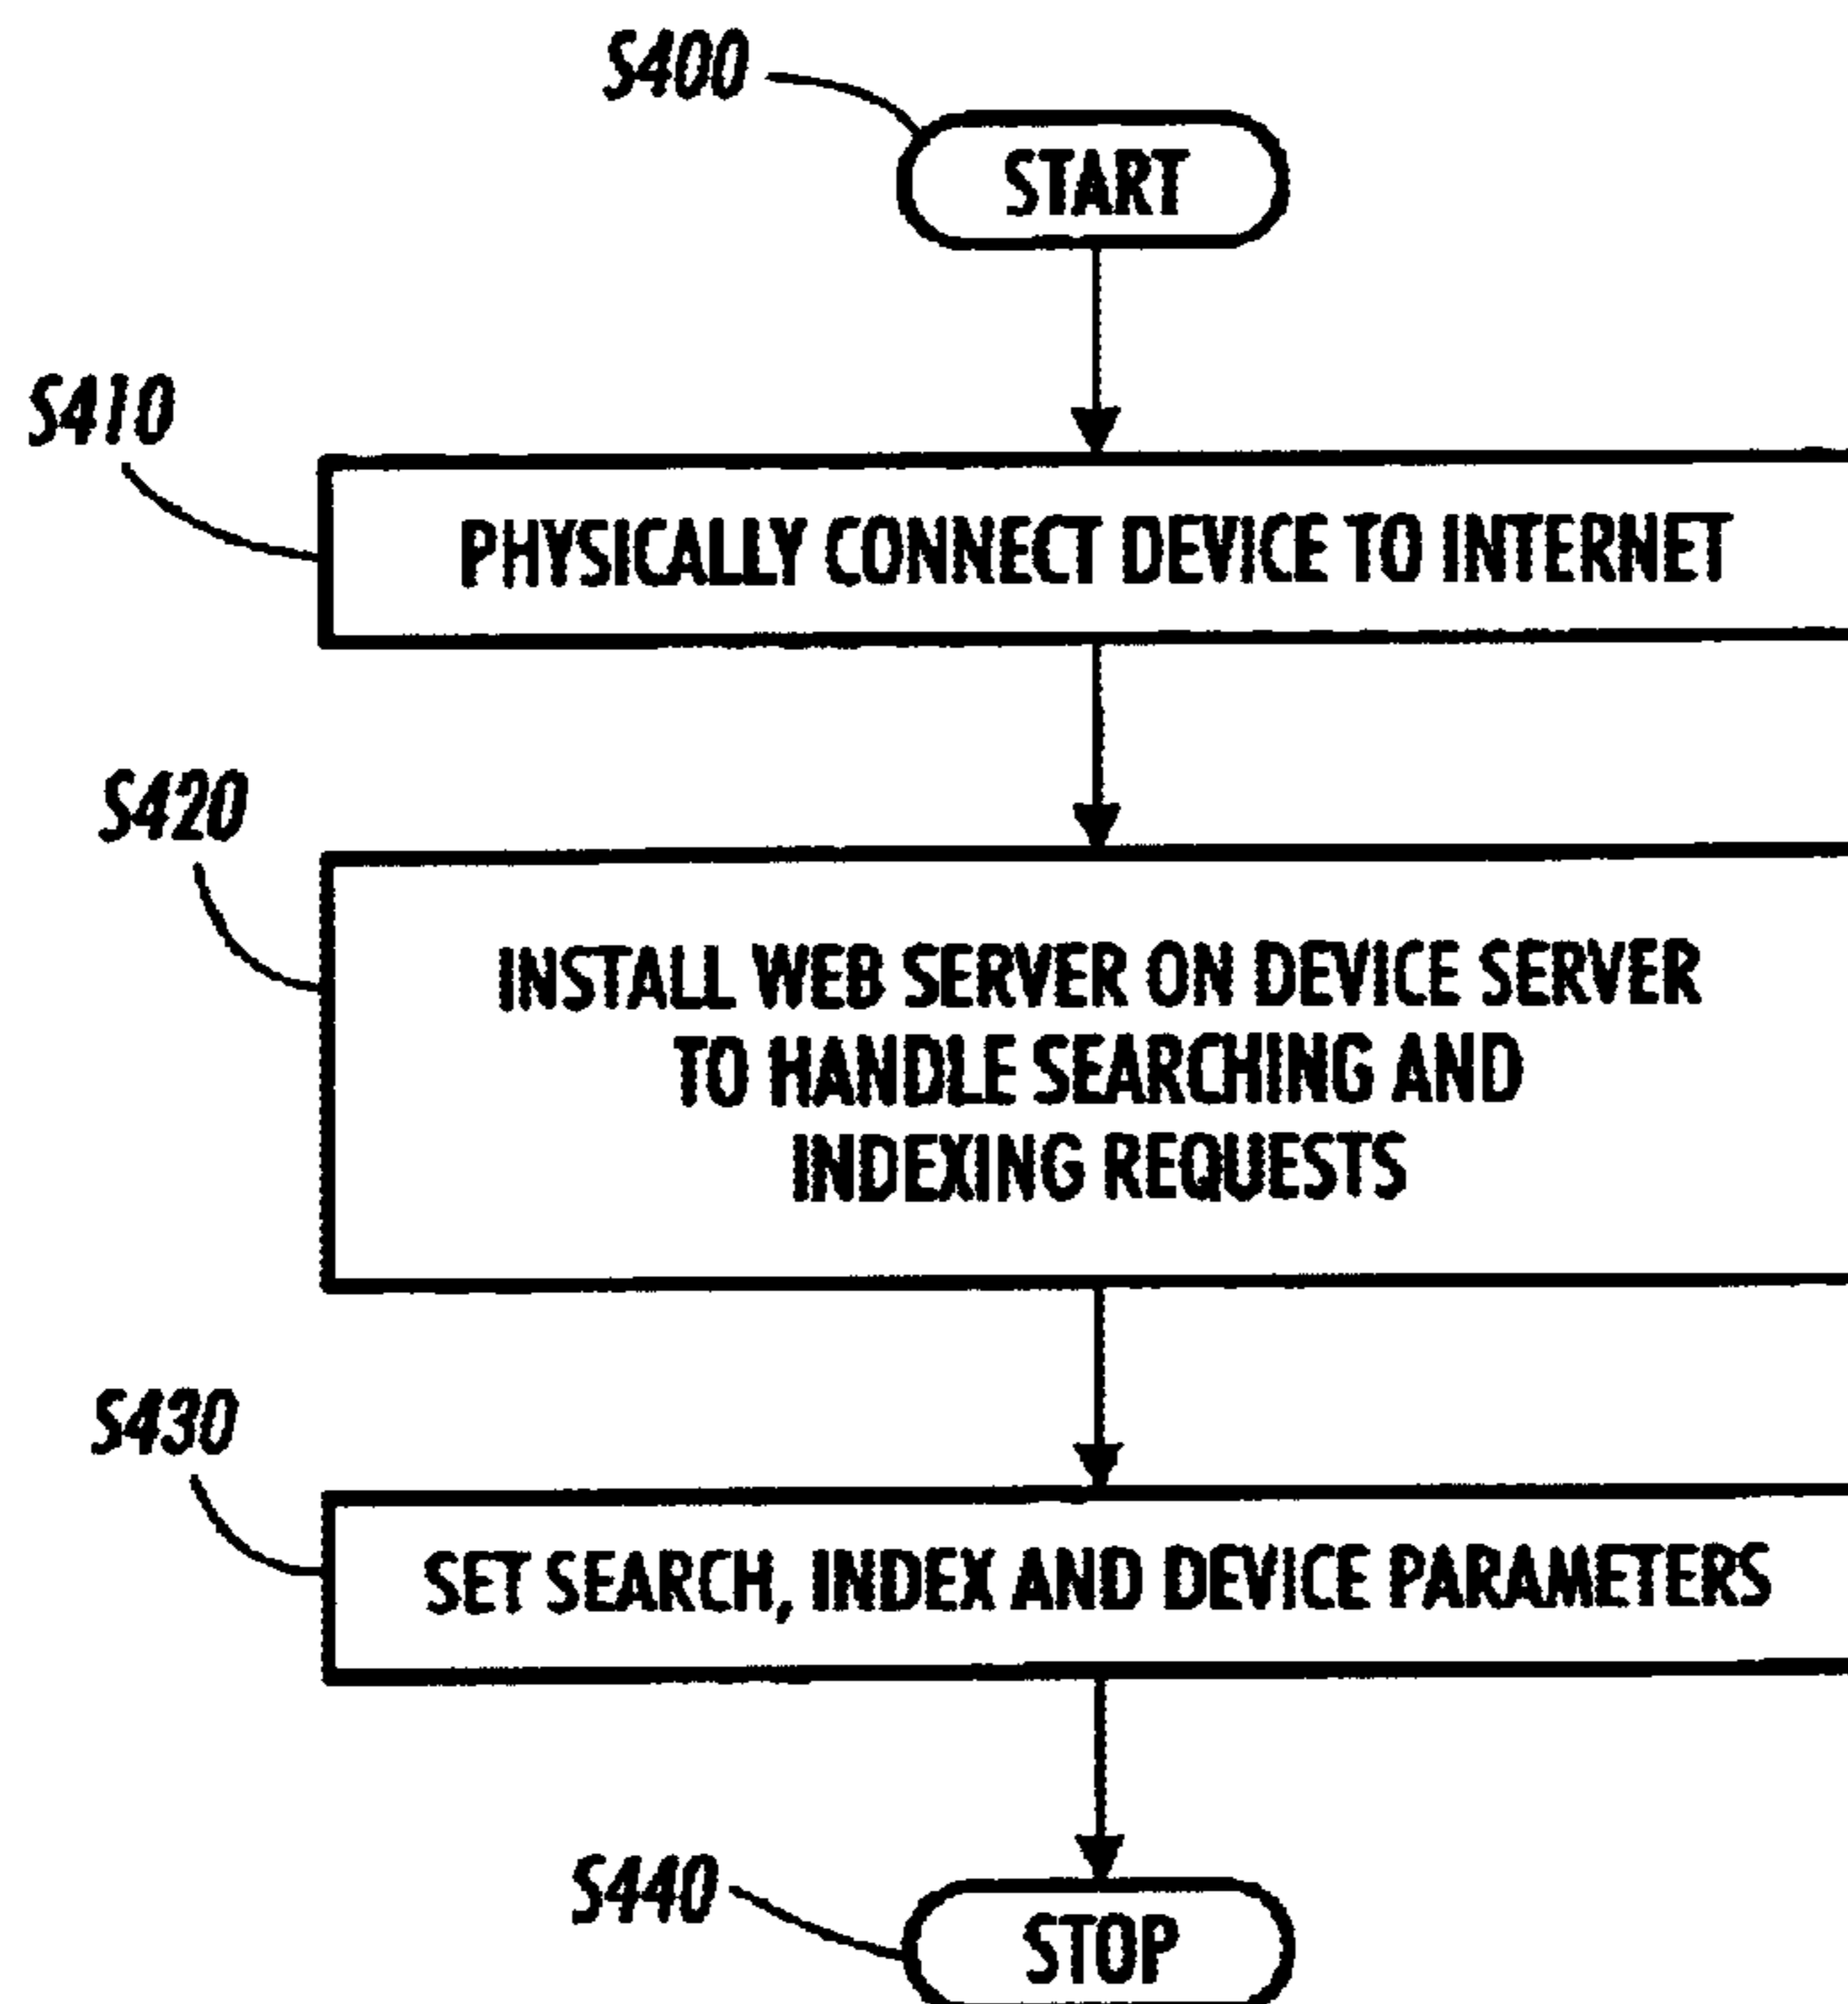 S400
START
S410
PHYSICALLY CONNECT DEVICE TO INTERNET
S420
INSTALL WEB SERVER ON DEVICE SERVER
TO HANDLE SEARCHING AND
INDEXING REQUESTS
S430
SET SEARCH, INDEX AND DEVICE PARAMETERS
S440
STOP